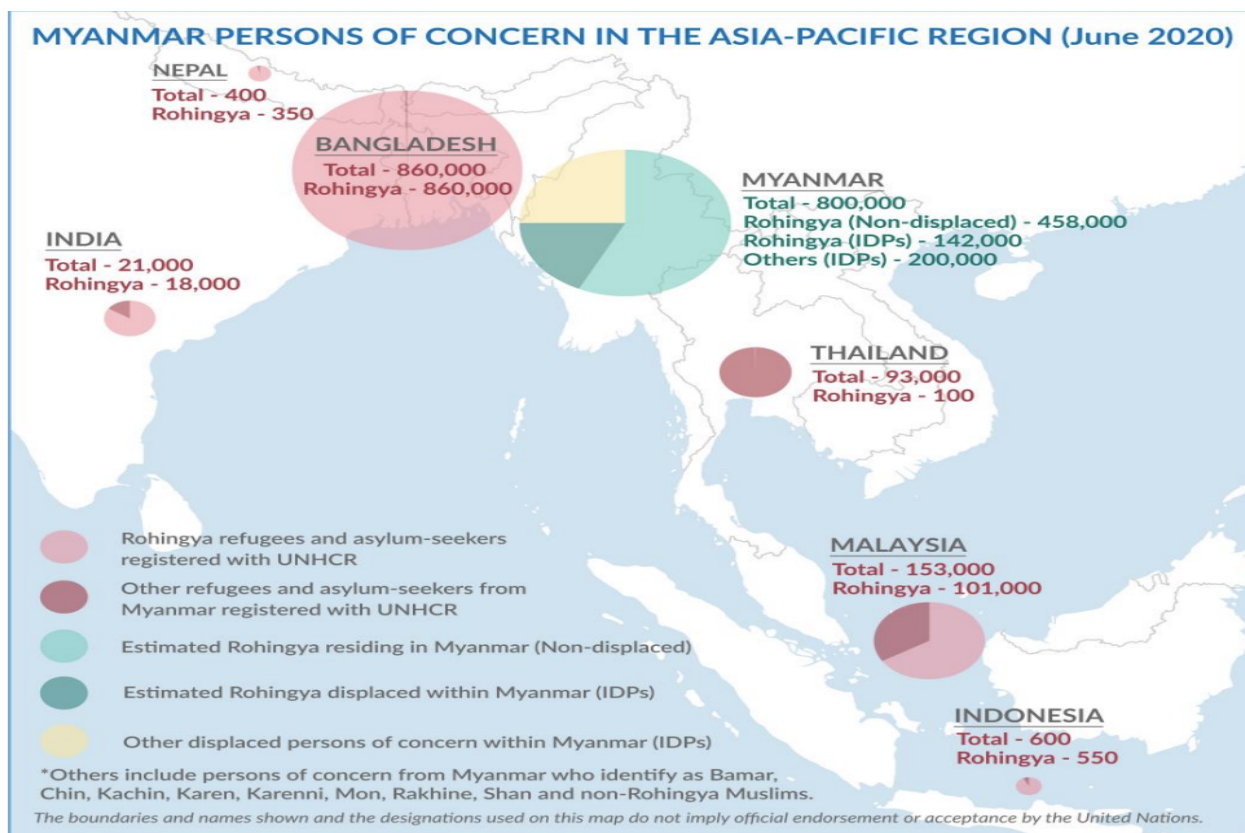 MYANMAR PERSONS OF CONCERN IN THE ASIA-PACIFIC REGION (June 2020)
NEPAL
Total - 400
Rohingya - 350
BANGLADESH
Total - 860,000
Rohingya - 860,000
MYANMAR
Total - 800,000
Rohingya (Non-displaced) - 458,000
Rohingya (IDPs) - 142,000
Others (IDPs) - 200,000
INDIA
Total - 21,000
Rohingya - 18,000
THAILAND
Total - 93,000
Rohingya - 100
MALAYSIA
Total - 153,000
Rohingya - 101,000
INDONESIA
Total - 600
Rohingya - 550
Rohingya refugees and asylum-seekers
registered with UNHCR
Other refugees and asylum-seekers from
Myanmar registered with UNHCR
Estimated Rohingya residing in Myanmar (Non-displaced)
Estimated Rohingya displaced within Myanmar (IDPs)
Other displaced persons of concern within Myanmar (IDPs)
*Others include persons of concern from Myanmar who identify as Bamar,
Chin, Kachin, Karen, Karenni, Mon, Rakhine, Shan and non-Rohingya Muslims.
The boundaries and names shown and the designations used on this map do not imply official endorsement or acceptance by the United Nations.